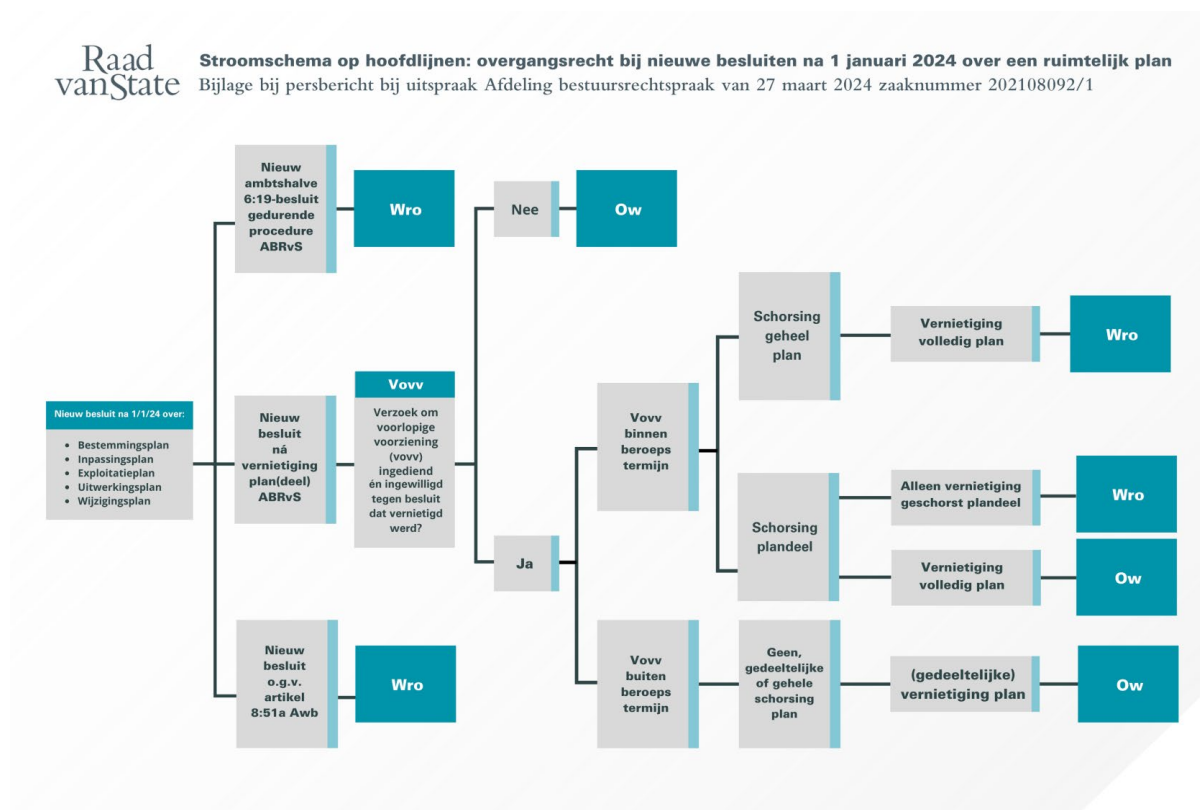 Raad
vanState
Stroomschema op hoofdlijnen: overgangsrecht bij nieuwe besluiten na 1 januari 2024 over een ruimtelijk plan
Bijlage bij persbericht bij uitspraak Afdeling bestuursrechtspraak van 27 maart 2024 zaaknummer 202108092/1
Nieuw besluit na 1/1/24 over:
• Bestemmingsplan
• Inpassingsplan
• Exploitatieplan
• Uitwerkingsplan
• Wijzigingsplan
Nieuw
ambtshalve
6:19-besluit
gedurende
procedure
ABRvS
Wro
Nieuw
besluit
ná
vernietiging
plan(deel)
ABRvS
Vovv
Verzoek om
voorlopige
voorziening
(vovv)
ingediend
én ingewilligd
tegen besluit
dat vernietigd
werd?
Nieuw
besluit
o.g.v.
artikel
8:51a Awb
Wro
Nee
Ow
Ja
Vovv
binnen
beroeps
termijn
Schorsing
geheel
plan
Vernietiging
volledig plan
Wro
Schorsing
plandeel
Alleen vernietiging
geschorst plandeel
Wro
Vernietiging
volledig plan
Ow
Vovv
buiten
beroeps
termijn
Geen,
gedeeltelijke
of gehele
schorsing
plan
(gedeeltelijke)
vernietiging plan
Ow